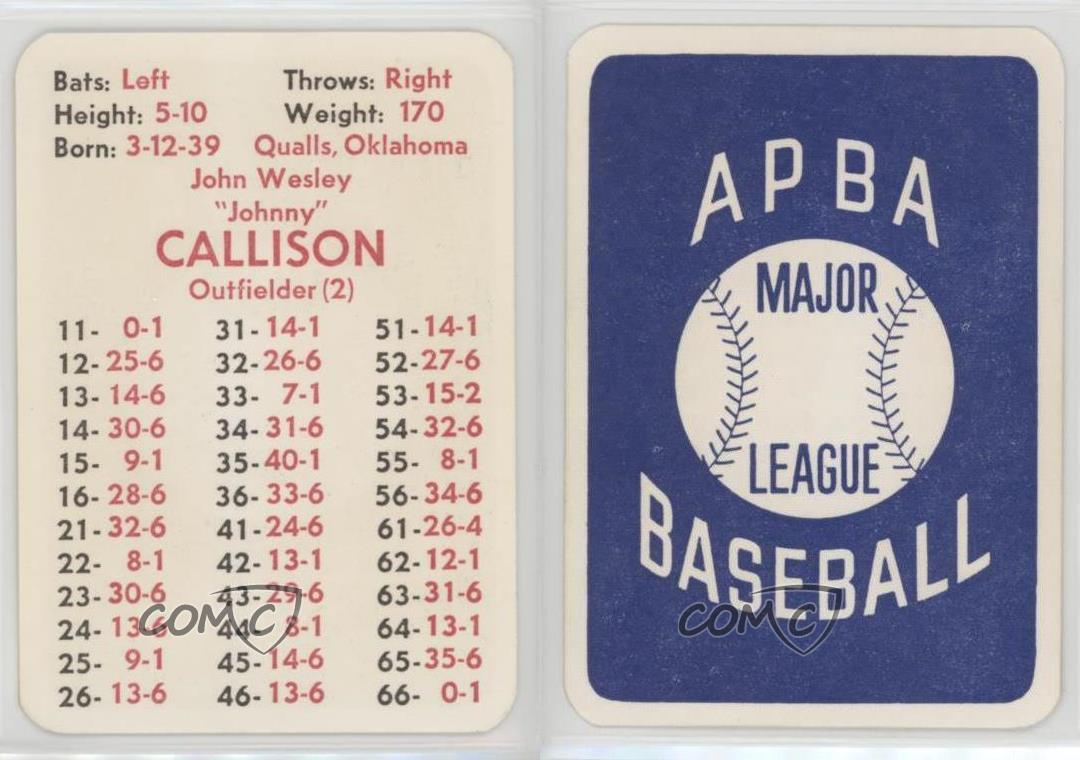 Bats: Left Throws: Right
Height: 5-10 Weight: 170
Born: 3-12-39 Qualls, Oklahoma
John Wesley
"Johnny"
CALLISON
Outfielder (2)
11- 0-1 31-14-1 51-14-1
12-25-6 32-26-6 52-27-6
13-14-6 33- 7-1 53-15-2
14-30-6 34-31-6 54-32-6
15- 9-1 35-40-1 55- 8-1
16-28-6 36-33-6 56-34-6
21-32-6 41-24-6 61-26-4
22- 8-1 42-13-1 62-12-1
23-30-6 43-29-6 63-31-6
24-13-6 44- 8-1 64-13-1
25- 9-1 45-14-6 65-35-6
26-13-6 46-13-6 66- 0-1
COMC
APBA
MAJOR
LEAGUE
BASEBALL
COMC